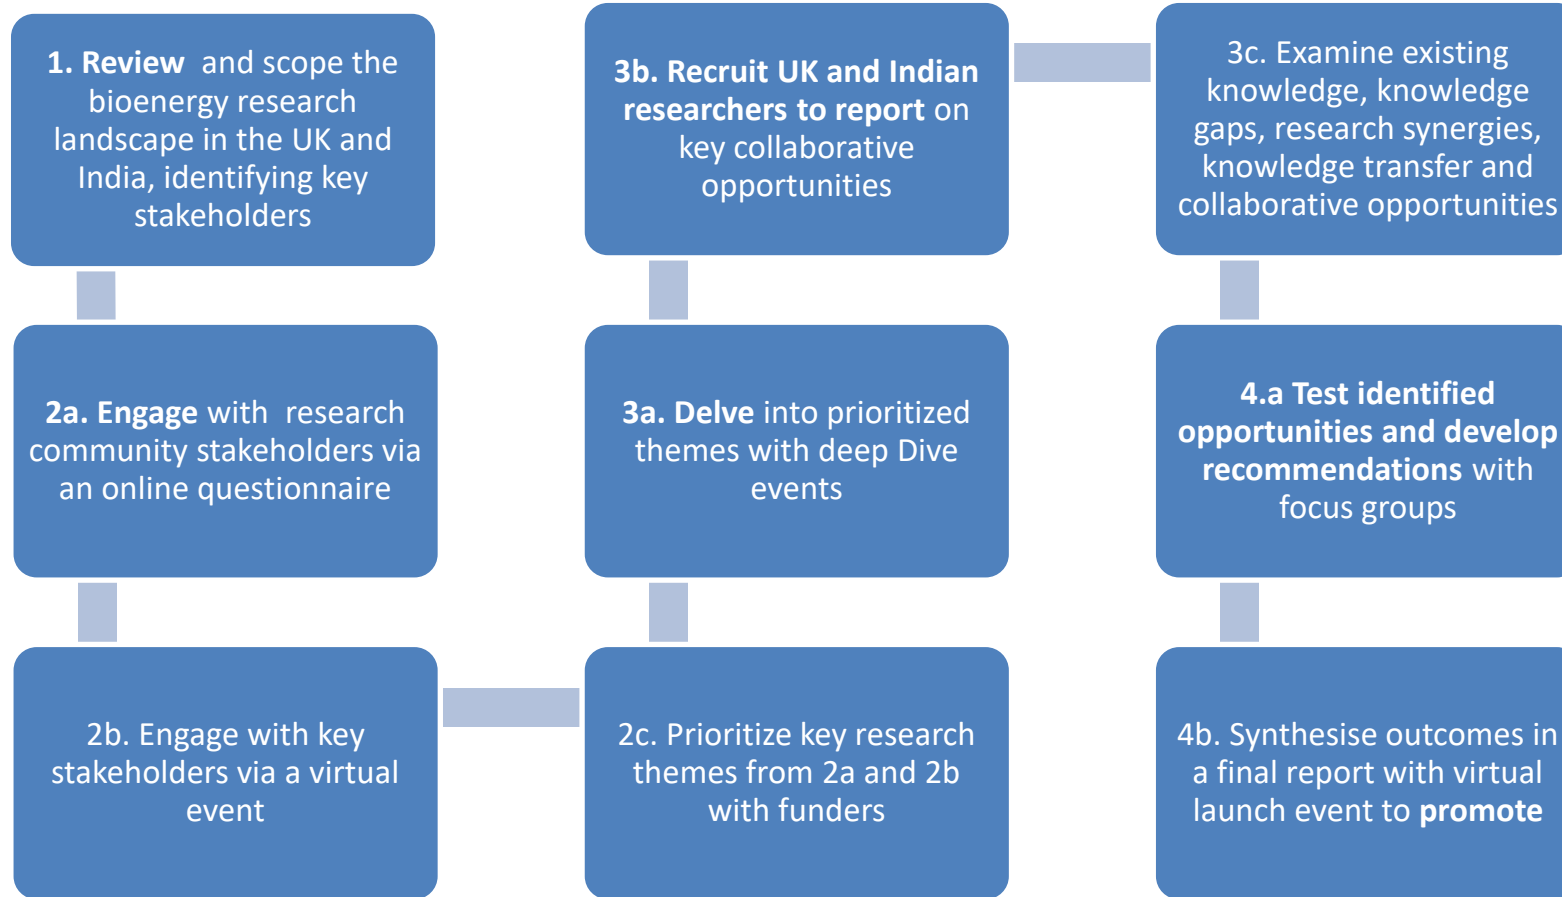 1. Review  and scope the
bioenergy research
landscape in the UK and
India, identifying key
stakeholders
2a. Engage with  research
community stakeholders via
an online questionnaire
2b. Engage with key
stakeholders via a virtual
event
2c. Prioritize key research
themes from 2a and 2b
with funders
3a. Delve into prioritized
themes with deep Dive
events
3b. Recruit UK and Indian
researchers to report on
key collaborative
opportunities
3c. Examine existing
knowledge, knowledge
gaps, research synergies,
knowledge transfer and
collaborative opportunities
4.a Test identified
opportunities and develop
recommendations with
focus groups
4b. Synthesise outcomes in
a final report with virtual
launch event to promote